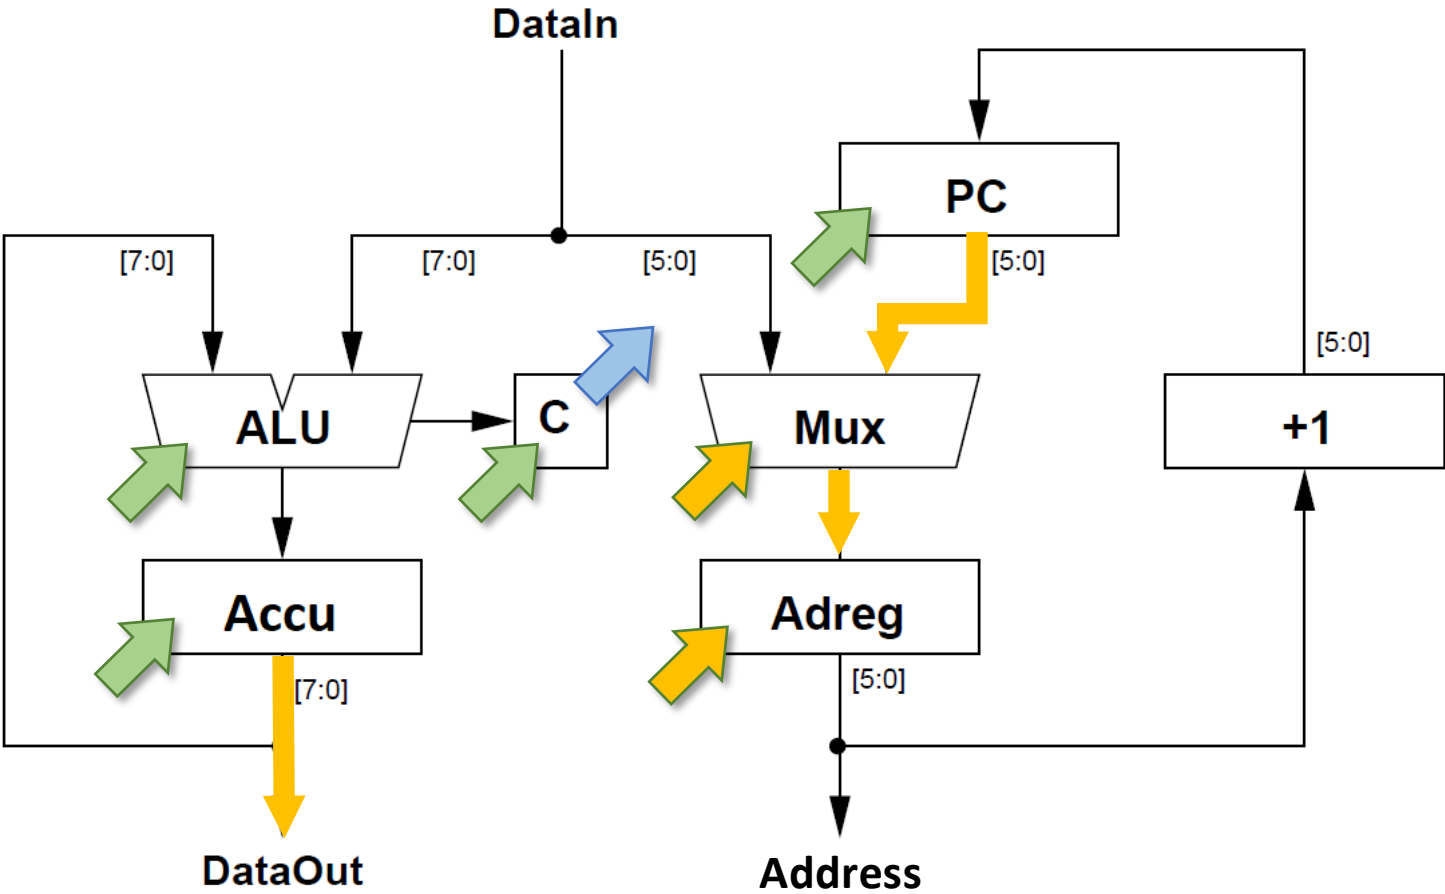 DataIn
PC
[7:0]
[7:0]
[5:0]
[5:0]
[5:0]
ALU
C
Mux
+1
Accu
Adreg
[7:0]
[5:0]
DataOut
Address